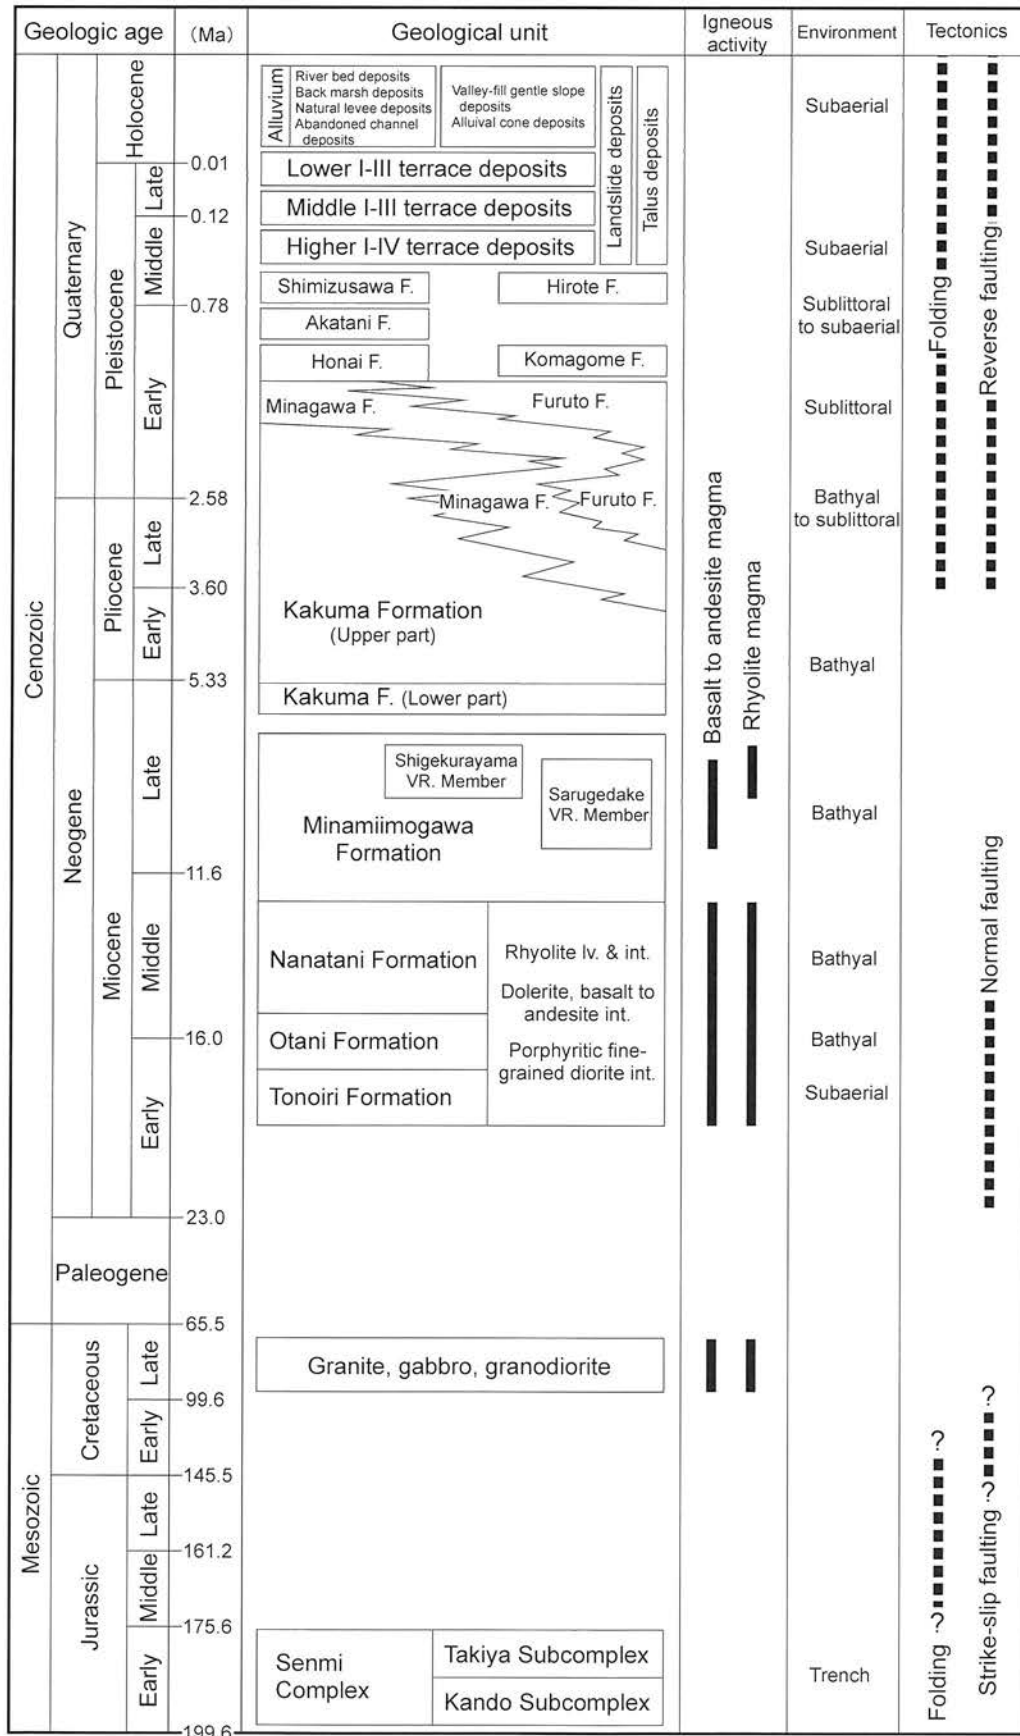 Geologic age
(Ma)
Geological unit
Igneous
activity
Environment
Tectonics
Cenozoic
Quaternary
Holocene
Alluvium
River bed deposits
Back marsh deposits
Natural levee deposits
Abandoned channel
deposits
Valley-fill gentle slope
deposits
Alluival cone deposits
Landslide deposits
Talus deposits
Subaerial
0.01
Pleistocene
Late
Lower I-III terrace deposits
Middle I-III terrace deposits
0.12
Middle
Higher I-IV terrace deposits
Subaerial
Shimizusawa F.
Hirote F.
0.78
Sublittoral
to subaerial
Early
Akatani F.
Honai F.
Komagome F.
Minagawa F.
Furuto F.
Sublittoral
Folding
Reverse faulting
2.58
Minagawa F.
Furuto F.
Bathyal
to sublittoral
Neogene
Pliocene
Late
3.60
Early
Kakuma Formation
(Upper part)
Bathyal
5.33
Kakuma F. (Lower part)
Basalt to andesite magma
Rhyolite magma
Miocene
Late
Shigekurayama
VR. Member
Sarugedake
VR. Member
Minamiimogawa
Formation
Bathyal
11.6
Middle
Nanatani Formation
Rhyolite lv. & int.
Dolerite, basalt to
andesite int.
Porphyritic fine-
grained diorite int.
Bathyal
Normal faulting
16.0
Otani Formation
Bathyal
Early
Tonoiri Formation
Subaerial
23.0
Paleogene
65.5
Mesozoic
Cretaceous
Late
Granite, gabbro, granodiorite
99.6
Early
?
?
145.5
Jurassic
Late
161.2
Middle
175.6
Early
Senmi
Complex
Takiya Subcomplex
Kando Subcomplex
Trench
Folding ?
Strike-slip faulting ?
199.6